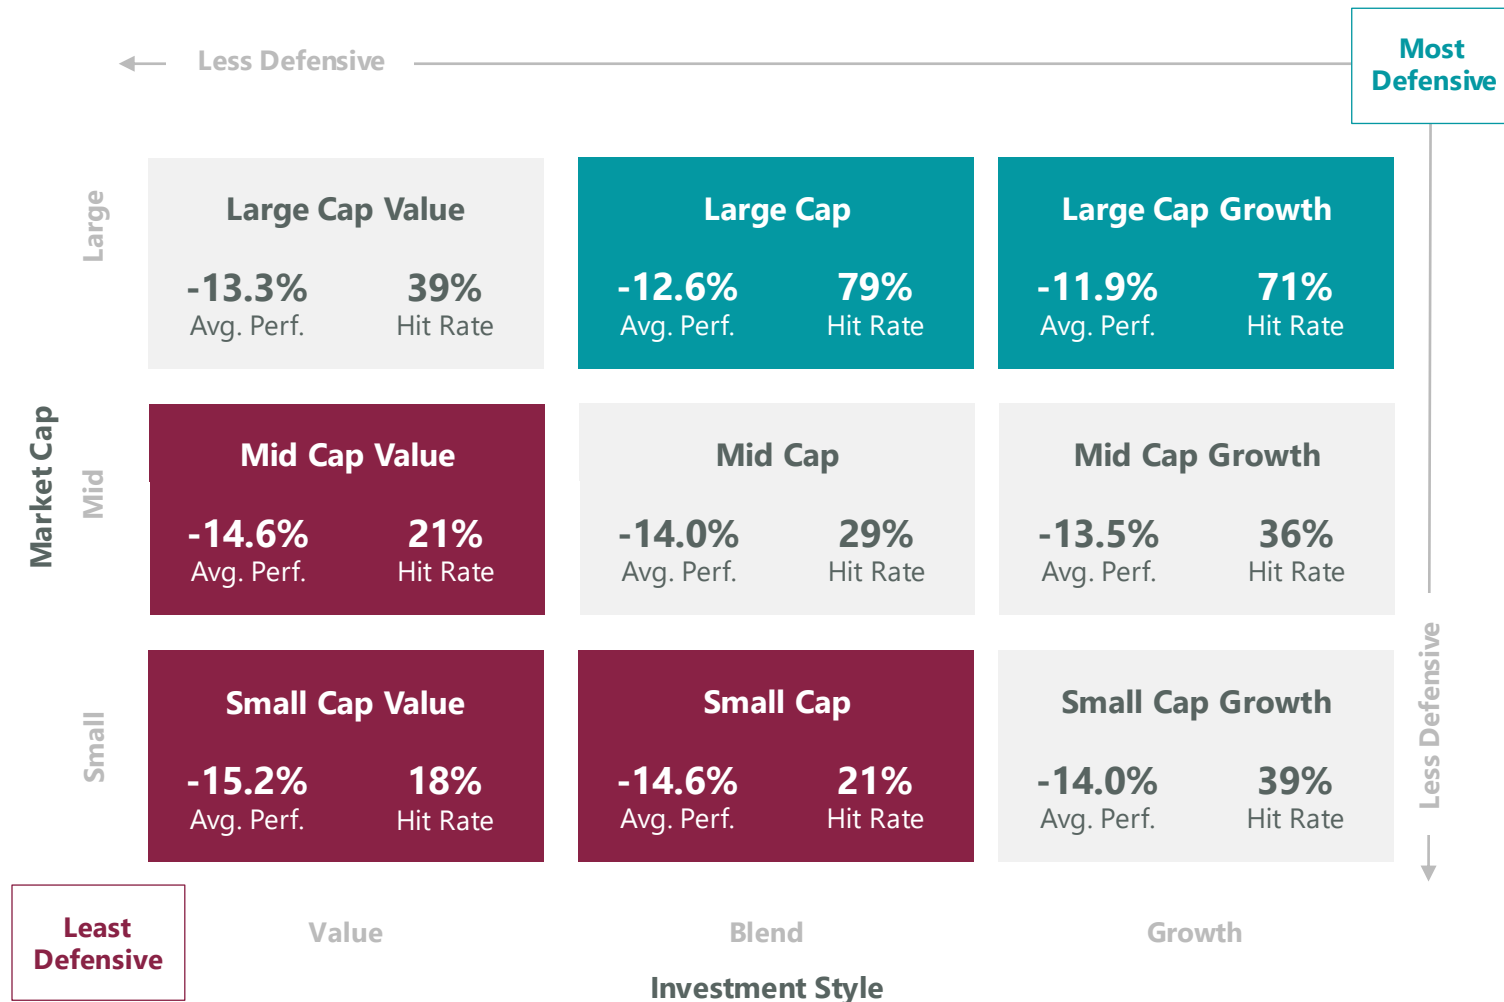 Less Defensive
Most
Defensive
Large
Large Cap Value
-13.3%
39%
Avg. Perf.
Hit Rate
Large Cap
-12.6%
79%
Avg. Perf.
Hit Rate
Large Cap Growth
-11.9%
71%
Avg. Perf.
Hit Rate
Market Cap
Mid
Mid Cap Value
-14.6%
21%
Avg. Perf.
Hit Rate
Mid Cap
-14.0%
29%
Avg. Perf.
Hit Rate
Mid Cap Growth
-13.5%
36%
Avg. Perf.
Hit Rate
Small
Small Cap Value
-15.2%
18%
Avg. Perf.
Hit Rate
Small Cap
-14.6%
21%
Avg. Perf.
Hit Rate
Small Cap Growth
-14.0%
39%
Avg. Perf.
Hit Rate
Less Defensive
Least
Defensive
Value
Blend
Growth
Investment Style